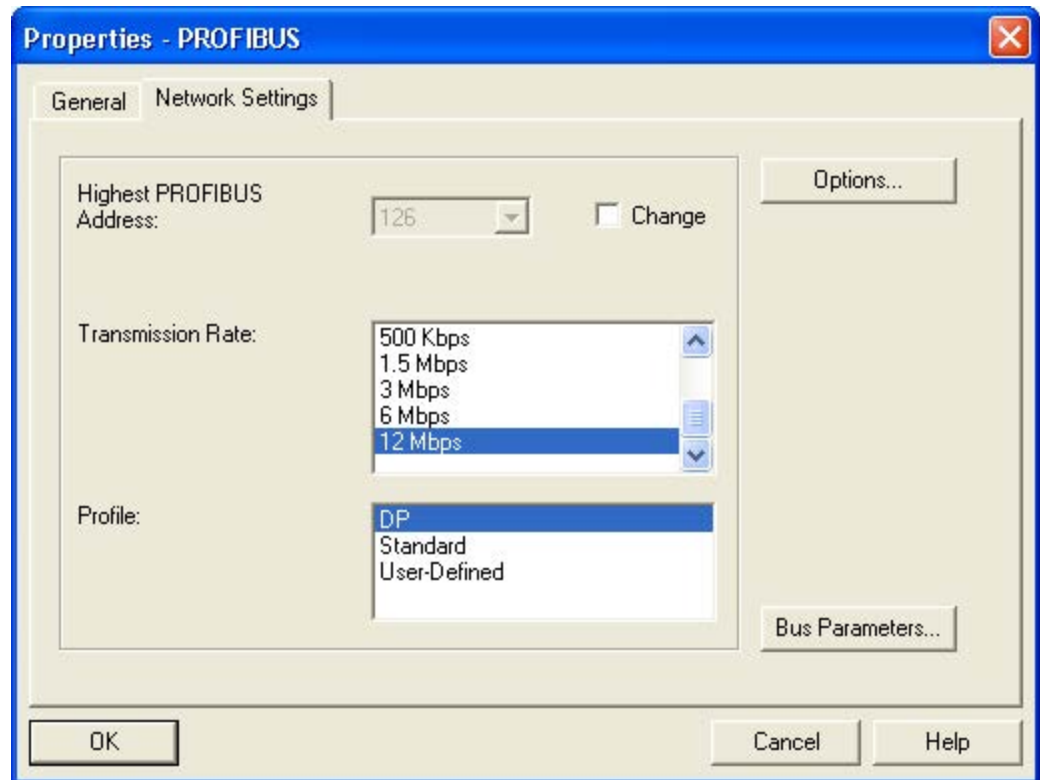 Properties - PROFIBUS
General
Network Settings
Highest PROFIBUS
Address:
126
Change
Options...
Transmission Rate:
500 Kbps
1.5 Mbps
3 Mbps
6 Mbps
12 Mbps
Profile:
DP
Standard
User-Defined
Bus Parameters...
OK
Cancel
Help